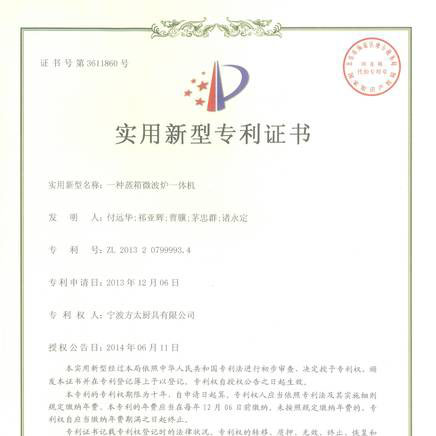 证书号第3611860号
实用新型专利证书
实用新型名称：一种蒸箱微波炉一体机
发 明 人：付远华;祁亚辉;曹骥;茅忠群;诸永定
专 利 号：ZL 2013 2 0799993.4
专利申请日：2013年12月06日
专 利 权 人：宁波方太厨具有限公司
授权公告日：2014年06月11日
本实用新型经过本局依照中华人民共和国专利法进行初步审查，决定授予专利权，颁
发本证书并在专利登记簿上予以登记。专利权自授权公告之日起生效。
本专利的专利权期限为十年，自申请日起算。专利权人应当依照专利法及其实施细则
规定缴纳年费。本专利的年费应当在每年12月06日前缴纳。未按照规定缴纳年费的，专利
权自应当缴纳年费期满之日起终止。
专利证书记载专利权登记时的法律状况。专利权的转移、质押、无效、终止、恢复和